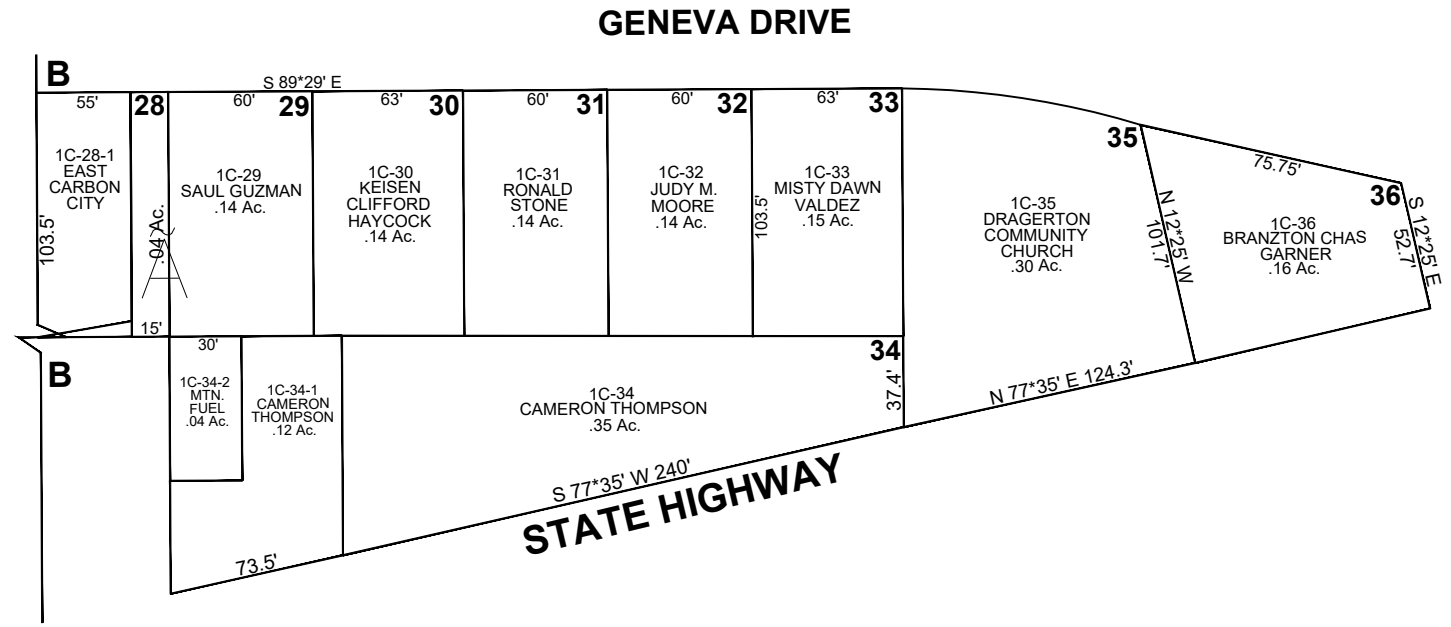 GENEVA DRIVE
B
S 89*29' E
55'
28
60'
29
63'
30
60'
31
60'
32
63'
33
35
75.75'
36
1C-28-1
EAST
CARBON
CITY
103.5'
.04 Ac.
15'
1C-29
SAUL GUZMAN
.14 Ac.
1C-30
KEISEN
CLIFFORD
HAYCOCK
.14 Ac.
1C-31
RONALD
STONE
.14 Ac.
1C-32
JUDY M.
MOORE
.14 Ac.
103.5'
1C-33
MISTY DAWN
VALDEZ
.15 Ac.
1C-35
DRAGERTON
COMMUNITY
CHURCH
.30 Ac.
N 12*25' W
101.7'
1C-36
BRANZTON CHAS
GARNER
.16 Ac.
S 12*25' E
52.7'
B
30'
1C-34-2
MTN.
FUEL
.04 Ac.
1C-34-1
CAMERON
THOMPSON
.12 Ac.
1C-34
CAMERON THOMPSON
.35 Ac.
34
37.4'
N 77*35' E 124.3'
S 77*35' W 240'
73.5'
STATE HIGHWAY